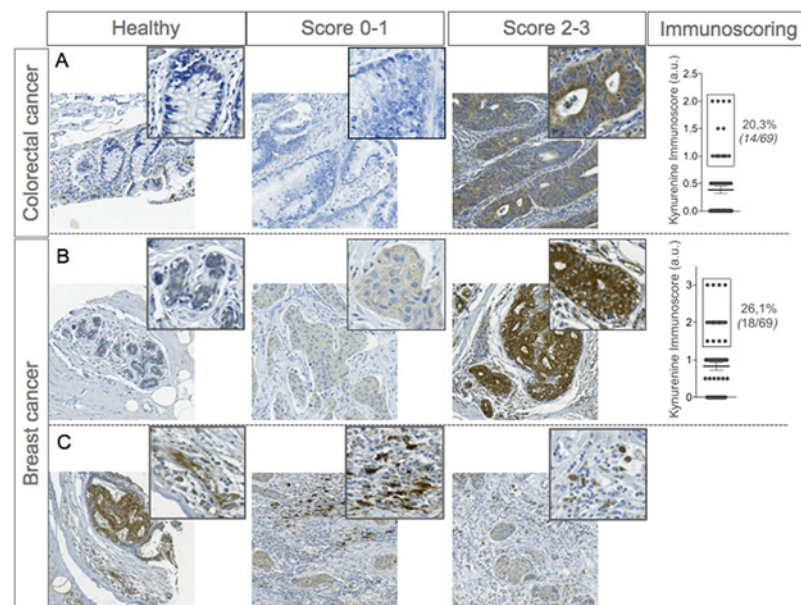 Healthy
Score 0-1
Score 2-3
Immunoscoring
Colorectal cancer
A
Kynurenine Immunoscore (a.u.)
2.5
2.0
1.5
1.0
0.5
0.0
20,3%
(14/69)
Breast cancer
B
Kynurenine Immunoscore (a.u.)
3
2
1
0
26,1%
(18/69)
C